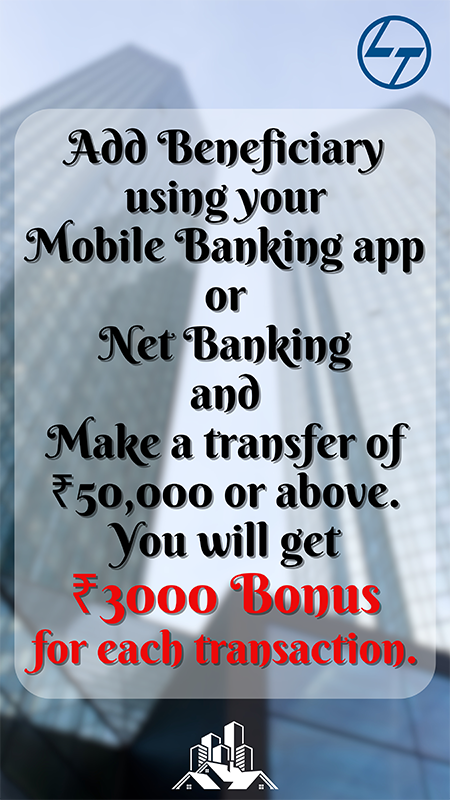 LT
Add Beneficiary
using your
Mobile Banking app
or
Net Banking
and
Make a transfer of
₹50,000 or above.
You will get
₹3000 Bonus
for each transaction.